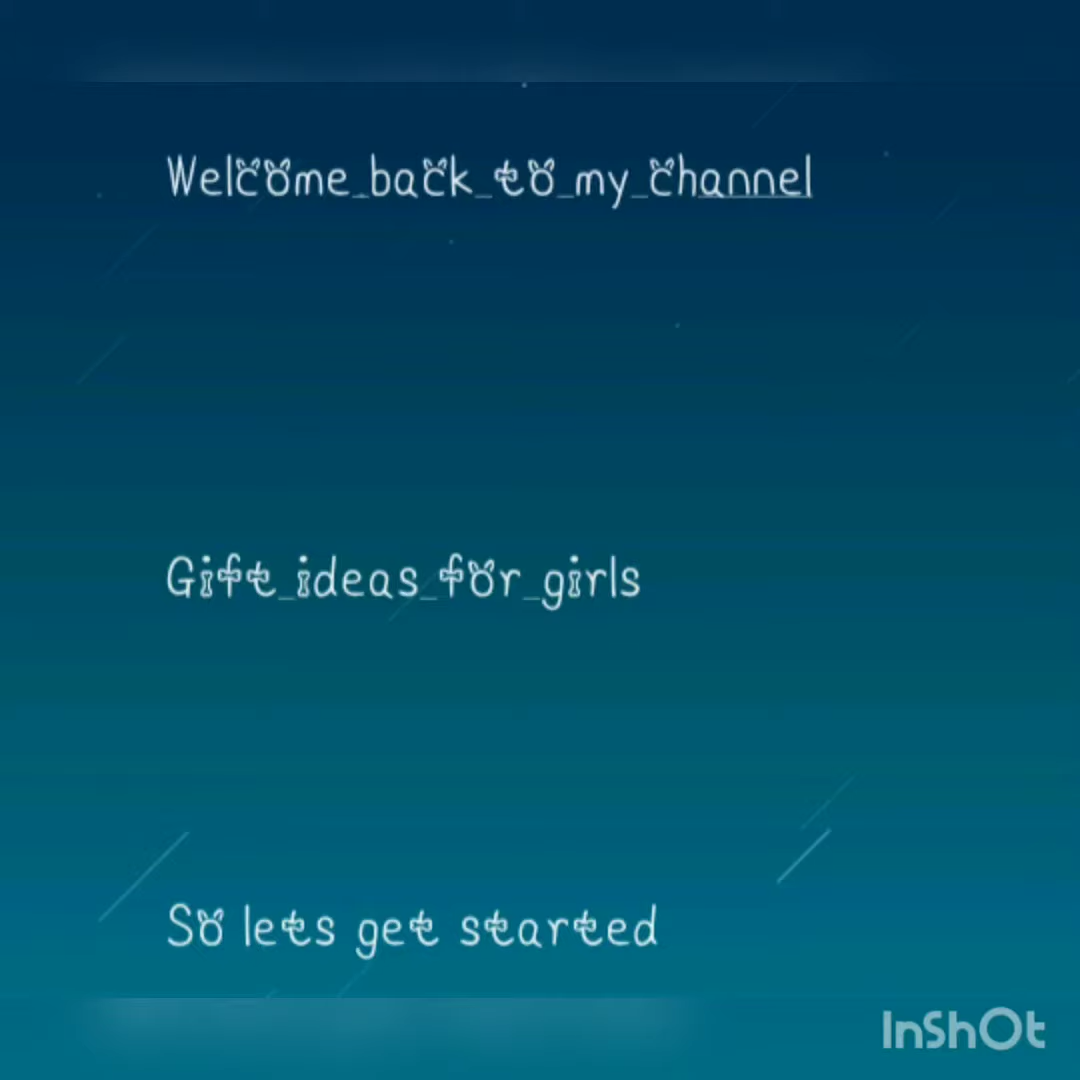 Welcome_back_to_my_channel
Gift_ideas_for_girls
So lets get started
InShOt